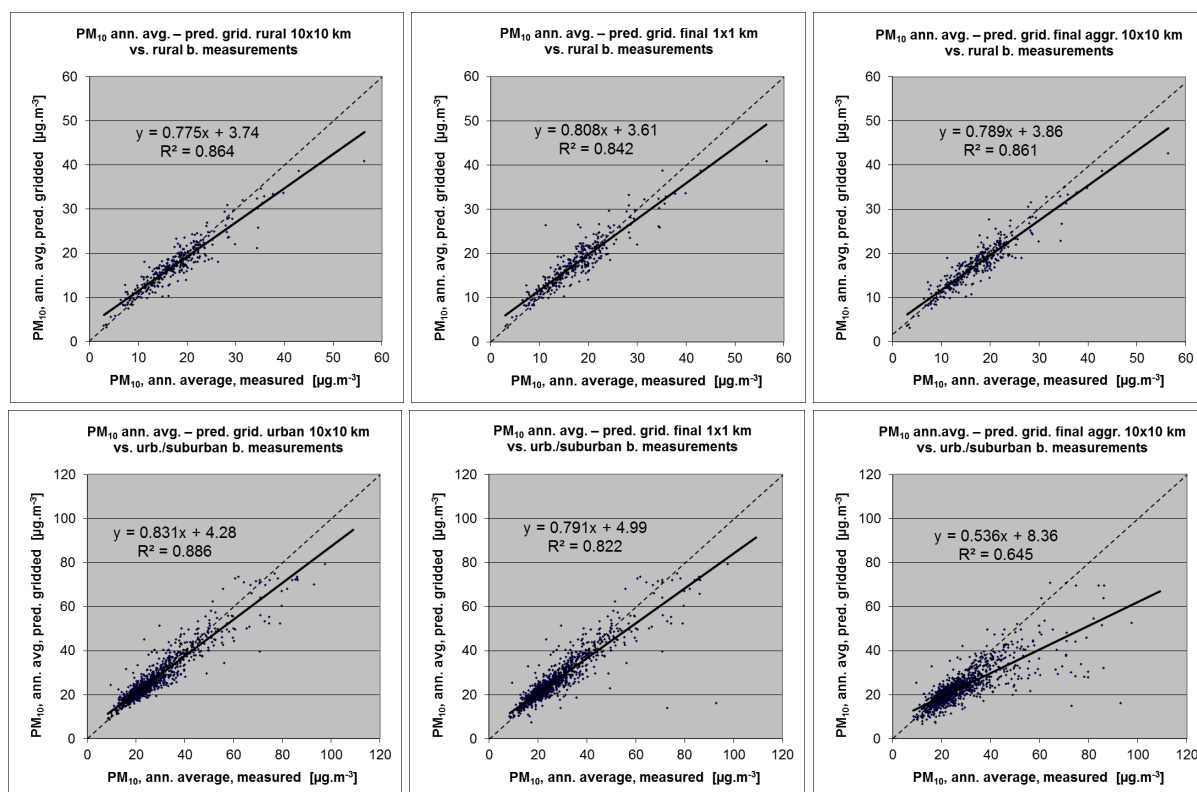 PM₁₀ ann. avg. – pred. grid. rural 10x10 km
vs. rural b. measurements
PM₁₀, ann. avg, pred. gridded [µg.m⁻³]
60
50
40
30
20
10
0
y = 0.775x + 3.74
R² = 0.864
0 10 20 30 40 50 60
PM₁₀, ann. average, measured [µg.m⁻³]
PM₁₀ ann. avg. – pred. grid. final 1x1 km
vs. rural b. measurements
PM₁₀, ann. avg, pred. gridded [µg.m⁻³]
60
50
40
30
20
10
0
y = 0.808x + 3.61
R² = 0.842
0 10 20 30 40 50 60
PM₁₀, ann. average, measured [µg.m⁻³]
PM₁₀ ann. avg. – pred. grid. final aggr. 10x10 km
vs. rural b. measurements
PM₁₀, ann. avg, pred. gridded [µg.m⁻³]
60
50
40
30
20
10
0
y = 0.789x + 3.86
R² = 0.861
0 10 20 30 40 50 60
PM₁₀, ann. average, measured [µg.m⁻³]
PM₁₀ ann. avg. – pred. grid. urban 10x10 km
vs. urb./suburban b. measurements
PM₁₀, ann. avg, pred. gridded [µg.m⁻³]
120
100
80
60
40
20
0
y = 0.831x + 4.28
R² = 0.886
0 20 40 60 80 100 120
PM₁₀, ann. average, measured [µg.m⁻³]
PM₁₀ ann. avg. – pred. grid. final 1x1 km
vs. urb./suburban b. measurements
PM₁₀, ann. avg, pred. gridded [µg.m⁻³]
120
100
80
60
40
20
0
y = 0.791x + 4.99
R² = 0.822
0 20 40 60 80 100 120
PM₁₀, ann. average, measured [µg.m⁻³]
PM₁₀ ann.avg. – pred. grid. final aggr. 10x10 km
vs. urb./suburban b. measurements
PM₁₀, ann. avg, pred. gridded [µg.m⁻³]
120
100
80
60
40
20
0
y = 0.536x + 8.36
R² = 0.645
0 20 40 60 80 100 120
PM₁₀, ann. average, measured [µg.m⁻³]